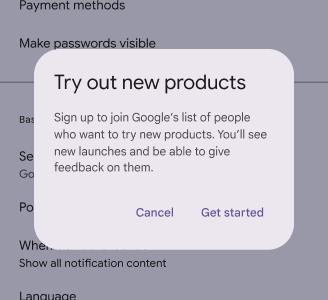 Payment methods
Make passwords visible
Try out new products
Sign up to join Google's list of people
who want to try new products. You'll see
new launches and be able to give
feedback on them.
Cancel
Get started
Show all notification content
Language